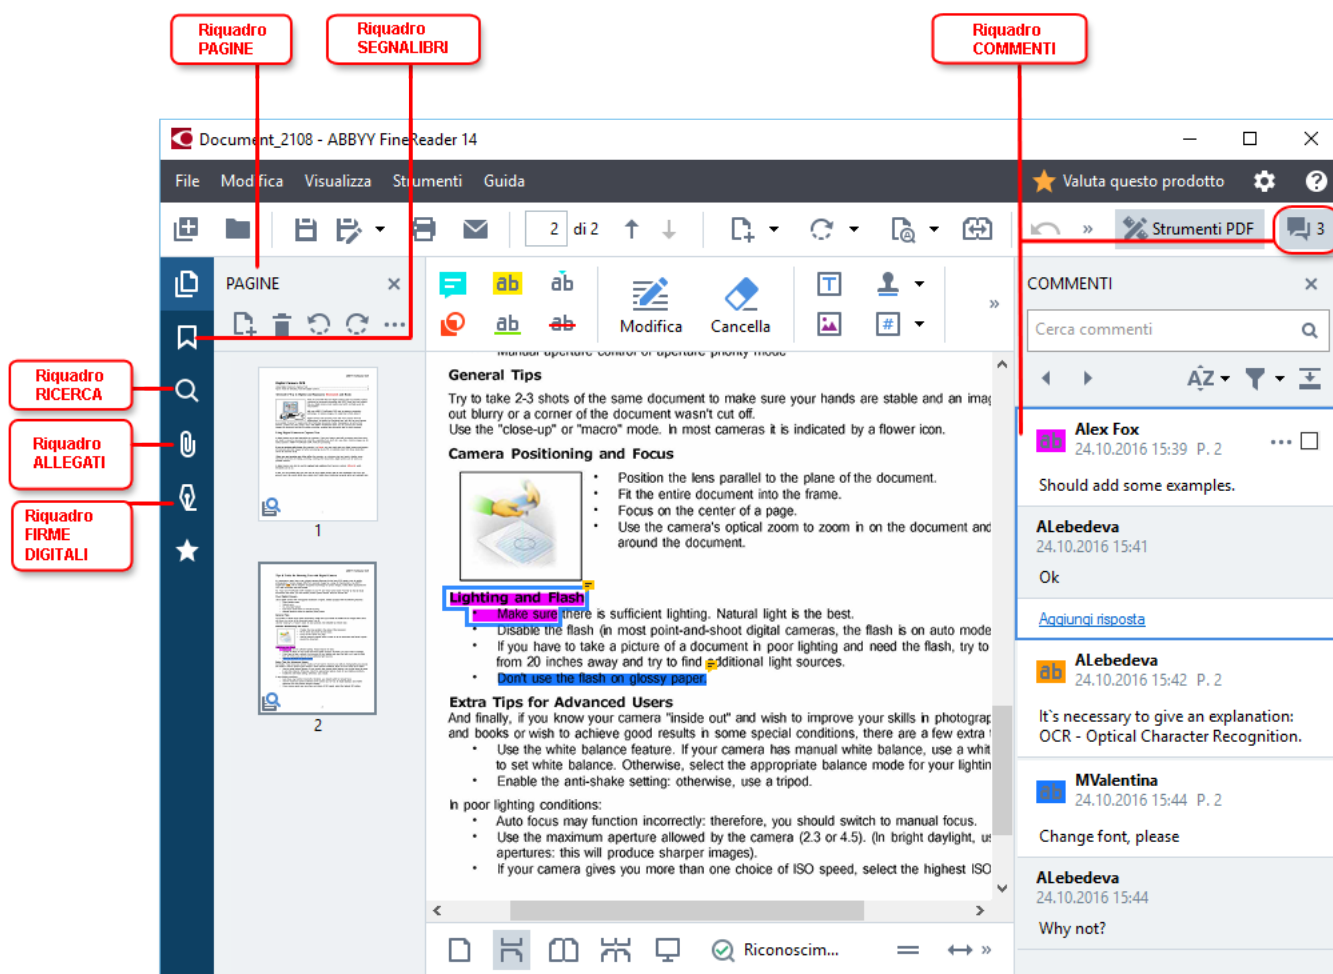 Riquadro
PAGINE
Riquadro
SEGNALIBRI
Riquadro
COMMENTI
Document_2108 - ABBYY FineReader 14
File Modifica Visualizza Strumenti Guida
Valuta questo prodotto
2 di 2
Strumenti PDF
3
PAGINE
Riquadro
RICERCA
Riquadro
ALLEGATI
Riquadro
FIRME
DIGITALI
1
2
ab ab
ab ab
Modifica Cancella
T
#
Manual aperture control or aperture priority mode
General Tips
Try to take 2-3 shots of the same document to make sure your hands are stable and an imag
out blurry or a corner of the document wasn't cut off.
Use the "close-up" or "macro" mode. In most cameras it is indicated by a flower icon.
Camera Positioning and Focus
• Position the lens parallel to the plane of the document.
• Fit the entire document into the frame.
• Focus on the center of a page.
• Use the camera's optical zoom to zoom in on the document and
around the document.
Lighting and Flash
• Make sure there is sufficient lighting. Natural light is the best.
• Disable the flash (in most point-and-shoot digital cameras, the flash is on auto mode
• If you have to take a picture of a document in poor lighting and need the flash, try to
from 20 inches away and try to find additional light sources.
• Don't use the flash on glossy paper.
Extra Tips for Advanced Users
And finally, if you know your camera "inside out" and wish to improve your skills in photograp
and books or wish to achieve good results in some special conditions, there are a few extra
• Use the white balance feature. If your camera has manual white balance, use a whit
to set white balance. Otherwise, select the appropriate balance mode for your lightin
• Enable the anti-shake setting: otherwise, use a tripod.
In poor lighting conditions:
• Auto focus may function incorrectly: therefore, you should switch to manual focus.
• Use the maximum aperture allowed by the camera (2.3 or 4.5). (In bright daylight, us
apertures: this will produce sharper images).
• If your camera gives you more than one choice of ISO speed, select the highest ISO
Riconoscim...
COMMENTI
Cerca commenti
AZ
ab Alex Fox
24.10.2016 15:39 P. 2
Should add some examples.
ALebedeva
24.10.2016 15:41
Ok
Aggiungi risposta
ab ALebedeva
24.10.2016 15:42 P. 2
It`s necessary to give an explanation:
OCR - Optical Character Recognition.
ab MValentina
24.10.2016 15:44 P. 2
Change font, please
ALebedeva
24.10.2016 15:44
Why not?